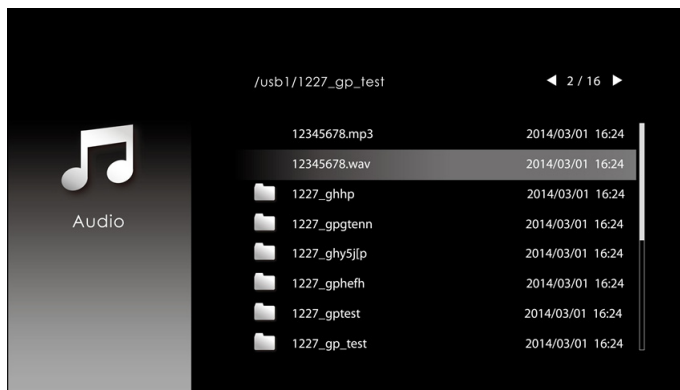 /usb1/1227_gp_test 2 / 16
12345678.mp3 2014/03/01 16:24
12345678.wav 2014/03/01 16:24
1227_ghhp 2014/03/01 16:24
Audio
1227_gpgtenn 2014/03/01 16:24
1227_ghy5j[p 2014/03/01 16:24
1227_gphefh 2014/03/01 16:24
1227_gptest 2014/03/01 16:24
1227_gp_test 2014/03/01 16:24